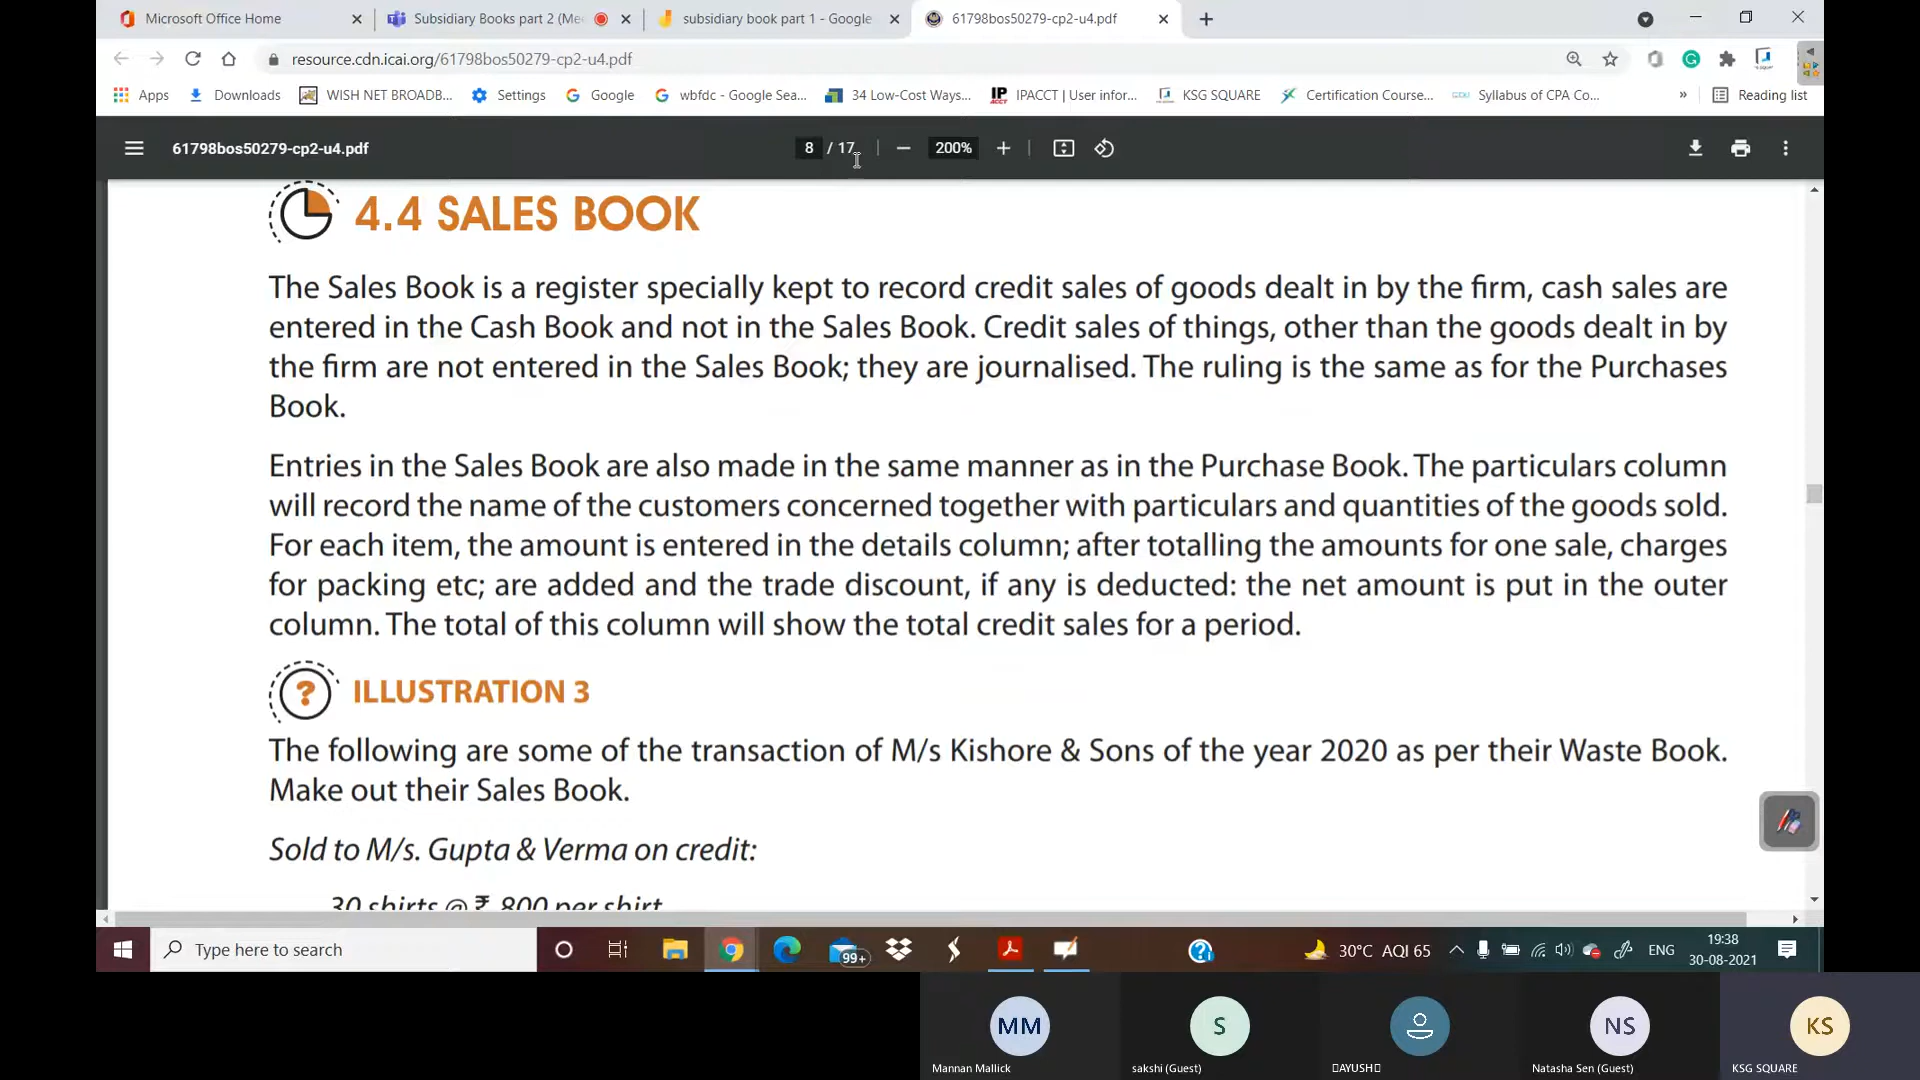 Microsoft Office Home
Subsidiary Books part 2 (Mee
subsidiary book part 1 - Google
61798bos50279-cp2-u4.pdf
resource.cdn.icai.org/61798bos50279-cp2-u4.pdf
Apps
Downloads
WISH NET BROADB...
Settings
Google
wbfdc - Google Sea...
34 Low-Cost Ways...
IPACCT | User infor...
KSG SQUARE
Certification Course...
Syllabus of CPA Co...
»
Reading list
61798bos50279-cp2-u4.pdf
8 / 17
200%
4.4 SALES BOOK
The Sales Book is a register specially kept to record credit sales of goods dealt in by the firm, cash sales are
entered in the Cash Book and not in the Sales Book. Credit sales of things, other than the goods dealt in by
the firm are not entered in the Sales Book; they are journalised. The ruling is the same as for the Purchases
Book.
Entries in the Sales Book are also made in the same manner as in the Purchase Book. The particulars column
will record the name of the customers concerned together with particulars and quantities of the goods sold.
For each item, the amount is entered in the details column; after totalling the amounts for one sale, charges
for packing etc; are added and the trade discount, if any is deducted: the net amount is put in the outer
column. The total of this column will show the total credit sales for a period.
? ILLUSTRATION 3
The following are some of the transaction of M/s Kishore & Sons of the year 2020 as per their Waste Book.
Make out their Sales Book.
Sold to M/s. Gupta & Verma on credit:
30 shirts @ ₹ 800 per shirt
Type here to search
99+
30°C AQI 65
ENG
19:38
30-08-2021
MM
S
NS
KS
Mannan Mallick
sakshi (Guest)
AYUSH
Natasha Sen (Guest)
KSG SQUARE